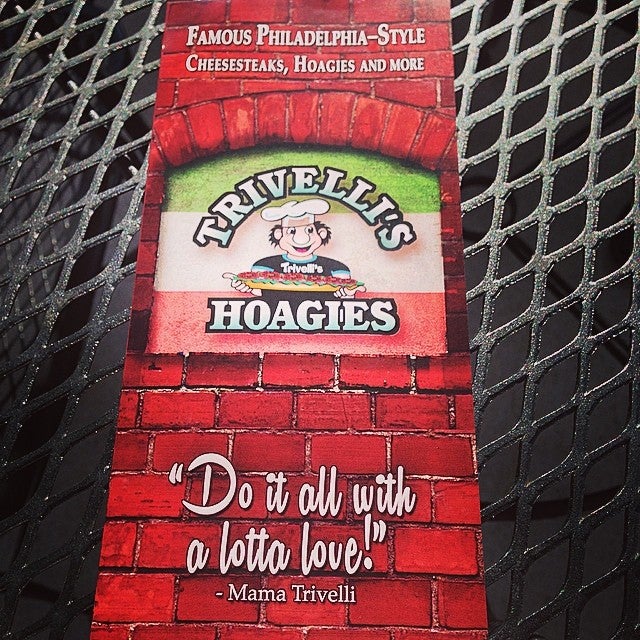 FAMOUS PHILADELPHIA–STYLE
CHEESESTEAKS, HOAGIES AND MORE
TRIVELLI'S
Trivelli's
HOAGIES
"Do it all with
a lotta love!"
- Mama Trivelli